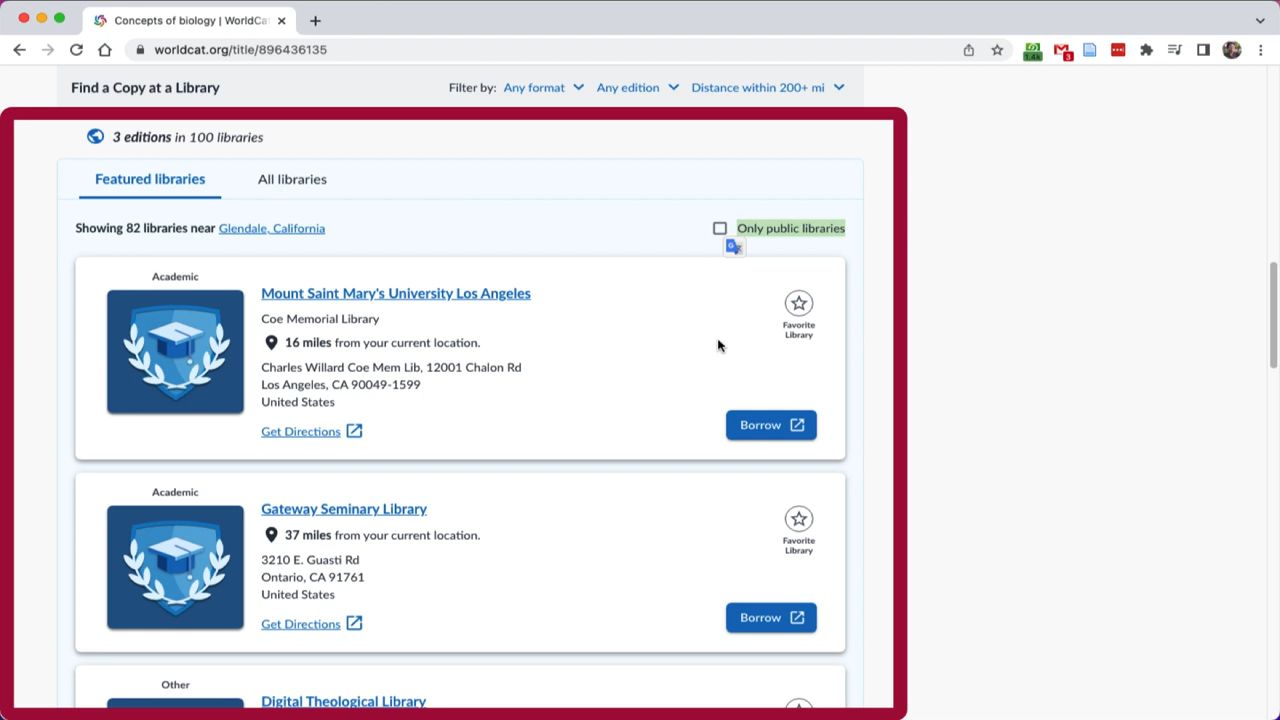 Concepts of biology | WorldCa
worldcat.org/title/896436135
1.4k
3
Find a Copy at a Library
Filter by: Any format Any edition Distance within 200+ mi
3 editions in 100 libraries
Featured libraries All libraries
Showing 82 libraries near Glendale, California Only public libraries
Academic
Mount Saint Mary's University Los Angeles
Coe Memorial Library
16 miles from your current location.
Favorite
Library
Charles Willard Coe Mem Lib, 12001 Chalon Rd
Los Angeles, CA 90049-1599
United States
Get Directions
Borrow
Academic
Gateway Seminary Library
37 miles from your current location.
Favorite
Library
3210 E. Guasti Rd
Ontario, CA 91761
United States
Get Directions
Borrow
Other
Digital Theological Library